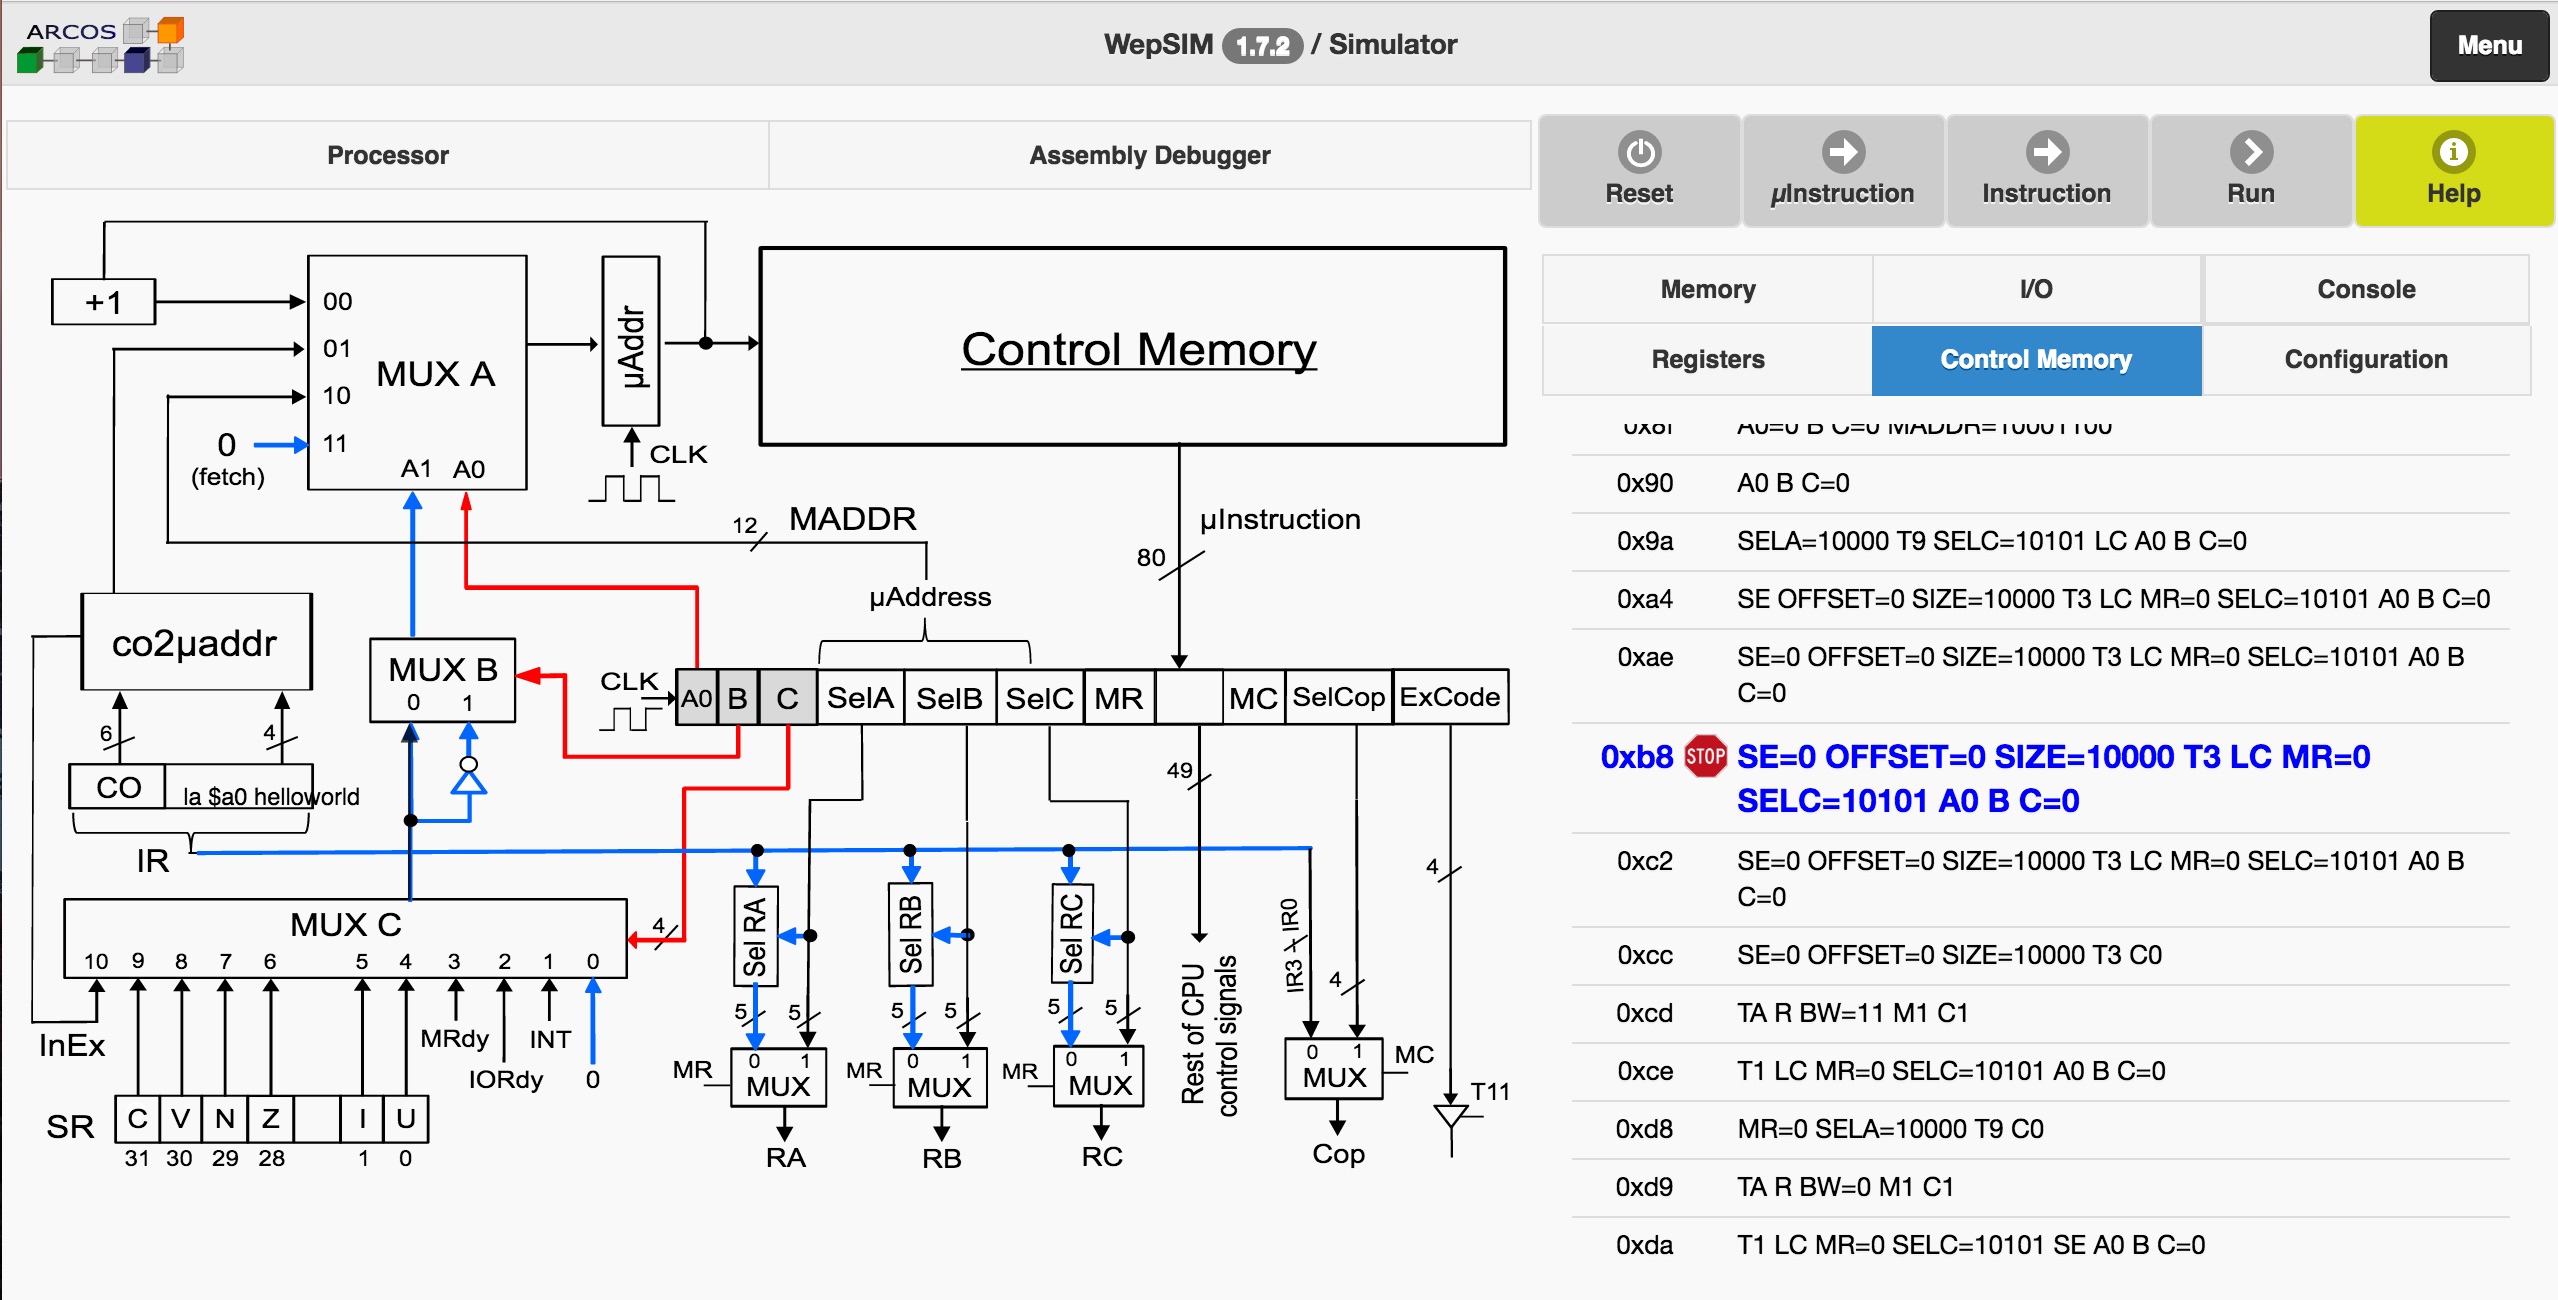 ARCOS
WepSIM 1.7.2 / Simulator
Menu
Processor
Assembly Debugger
Reset
µInstruction
Instruction
Run
Help
Memory
I/O
Console
Registers
Control Memory
Configuration
+1
00
01
10
11
MUX A
A1 A0
0
(fetch)
µAddr
CLK
Control Memory
12
MADDR
µInstruction
80
µAddress
co2µaddr
MUX B
0 1
CLK
A0 B C SelA SelB SelC MR MC SelCop ExCode
6
4
CO
la $a0 helloworld
IR
49
4
MUX C
4
10 9 8 7 6 5 4 3 2 1 0
InEx
MRdy
IORdy
INT
0
SR
C V N Z I U
31 30 29 28 1 0
Sel RA
Sel RB
Sel RC
5 5
5 5
5 5
MR
0 1
MUX
RA
MR
0 1
MUX
RB
MR
0 1
MUX
RC
Rest of CPU
control signals
IR3 - IR0
4
0 1
MUX
MC
Cop
T11
0x8f A0=0 B C=0 MADDR=10001100
0x90 A0 B C=0
0x9a SELA=10000 T9 SELC=10101 LC A0 B C=0
0xa4 SE OFFSET=0 SIZE=10000 T3 LC MR=0 SELC=10101 A0 B C=0
0xae SE=0 OFFSET=0 SIZE=10000 T3 LC MR=0 SELC=10101 A0 B
C=0
0xb8 STOP SE=0 OFFSET=0 SIZE=10000 T3 LC MR=0
SELC=10101 A0 B C=0
0xc2 SE=0 OFFSET=0 SIZE=10000 T3 LC MR=0 SELC=10101 A0 B
C=0
0xcc SE=0 OFFSET=0 SIZE=10000 T3 C0
0xcd TA R BW=11 M1 C1
0xce T1 LC MR=0 SELC=10101 A0 B C=0
0xd8 MR=0 SELA=10000 T9 C0
0xd9 TA R BW=0 M1 C1
0xda T1 LC MR=0 SELC=10101 SE A0 B C=0